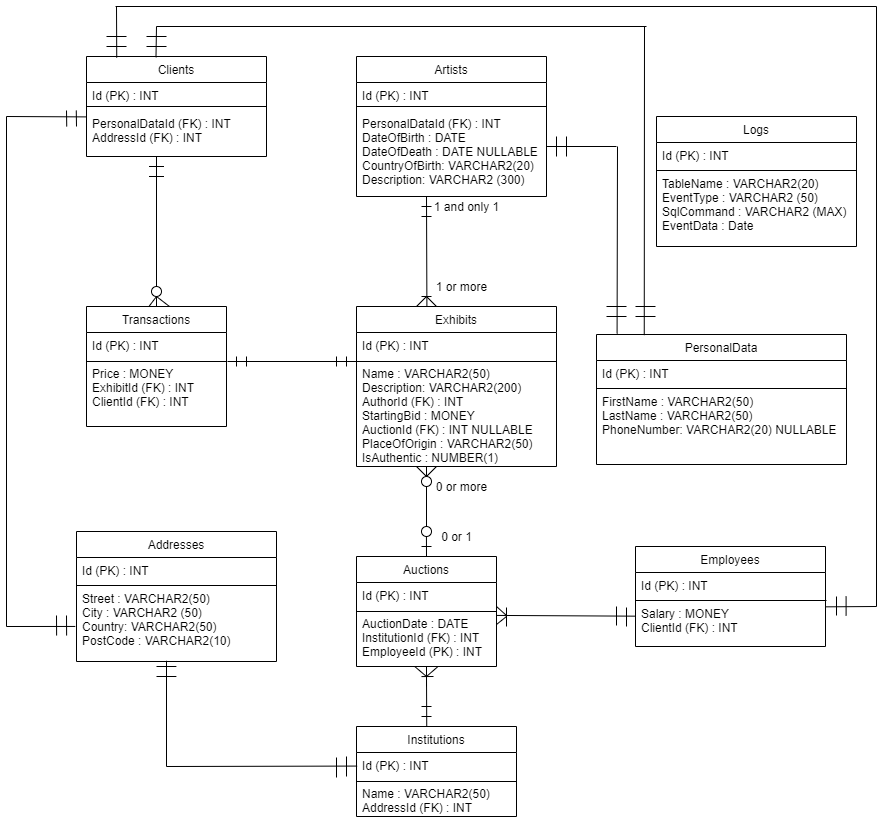 Clients
Id (PK) : INT
PersonalDataId (FK) : INT
AddressId (FK) : INT
Artists
Id (PK) : INT
PersonalDataId (FK) : INT
DateOfBirth : DATE
DateOfDeath : DATE NULLABLE
CountryOfBirth: VARCHAR2(20)
Description: VARCHAR2 (300)
Logs
Id (PK) : INT
TableName : VARCHAR2(20)
EventType : VARCHAR2 (50)
SqlCommand : VARCHAR2 (MAX)
EventData : Date
1 and only 1
1 or more
Transactions
Id (PK) : INT
Price : MONEY
ExhibitId (FK) : INT
ClientId (FK) : INT
Exhibits
Id (PK) : INT
Name : VARCHAR2(50)
Description: VARCHAR2(200)
AuthorId (FK) : INT
StartingBid : MONEY
AuctionId (FK) : INT NULLABLE
PlaceOfOrigin : VARCHAR2(50)
IsAuthentic : NUMBER(1)
PersonalData
Id (PK) : INT
FirstName : VARCHAR2(50)
LastName : VARCHAR2(50)
PhoneNumber: VARCHAR2(20) NULLABLE
0 or more
0 or 1
Addresses
Id (PK) : INT
Street : VARCHAR2(50)
City : VARCHAR2 (50)
Country: VARCHAR2(50)
PostCode : VARCHAR2(10)
Auctions
Id (PK) : INT
AuctionDate : DATE
InstitutionId (FK) : INT
EmployeeId (PK) : INT
Employees
Id (PK) : INT
Salary : MONEY
ClientId (FK) : INT
Institutions
Id (PK) : INT
Name : VARCHAR2(50)
AddressId (FK) : INT